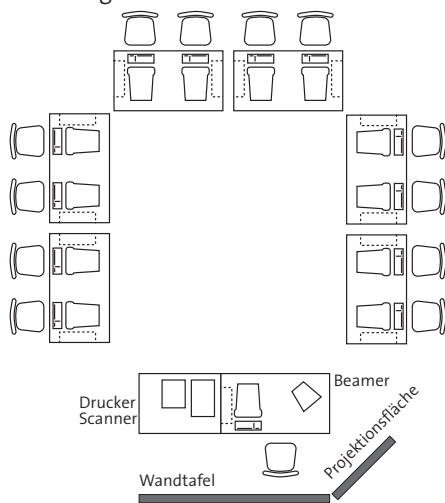 Beamer
Drucker
Scanner
Projektionsfläche
Wandtafel